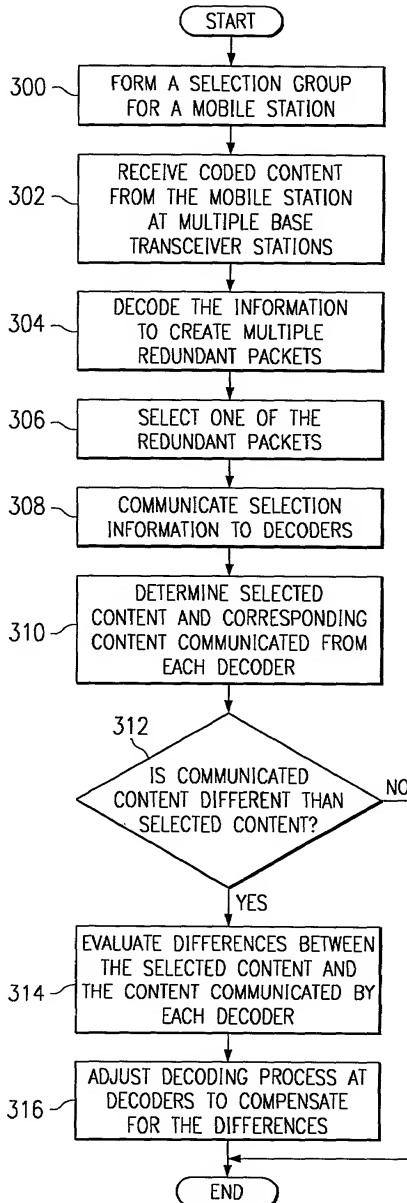 START
300
FORM A SELECTION GROUP
FOR A MOBILE STATION
302
RECEIVE CODED CONTENT
FROM THE MOBILE STATION
AT MULTIPLE BASE
TRANSCEIVER STATIONS
304
DECODE THE INFORMATION
TO CREATE MULTIPLE
REDUNDANT PACKETS
306
SELECT ONE OF THE
REDUNDANT PACKETS
308
COMMUNICATE SELECTION
INFORMATION TO DECODERS
310
DETERMINE SELECTED
CONTENT AND CORRESPONDING
CONTENT COMMUNICATED FROM
EACH DECODER
312
IS COMMUNICATED
CONTENT DIFFERENT THAN
SELECTED CONTENT?
NO
YES
314
EVALUATE DIFFERENCES BETWEEN
THE SELECTED CONTENT AND
THE CONTENT COMMUNICATED BY
EACH DECODER
316
ADJUST DECODING PROCESS AT
DECODERS TO COMPENSATE
FOR THE DIFFERENCES
END